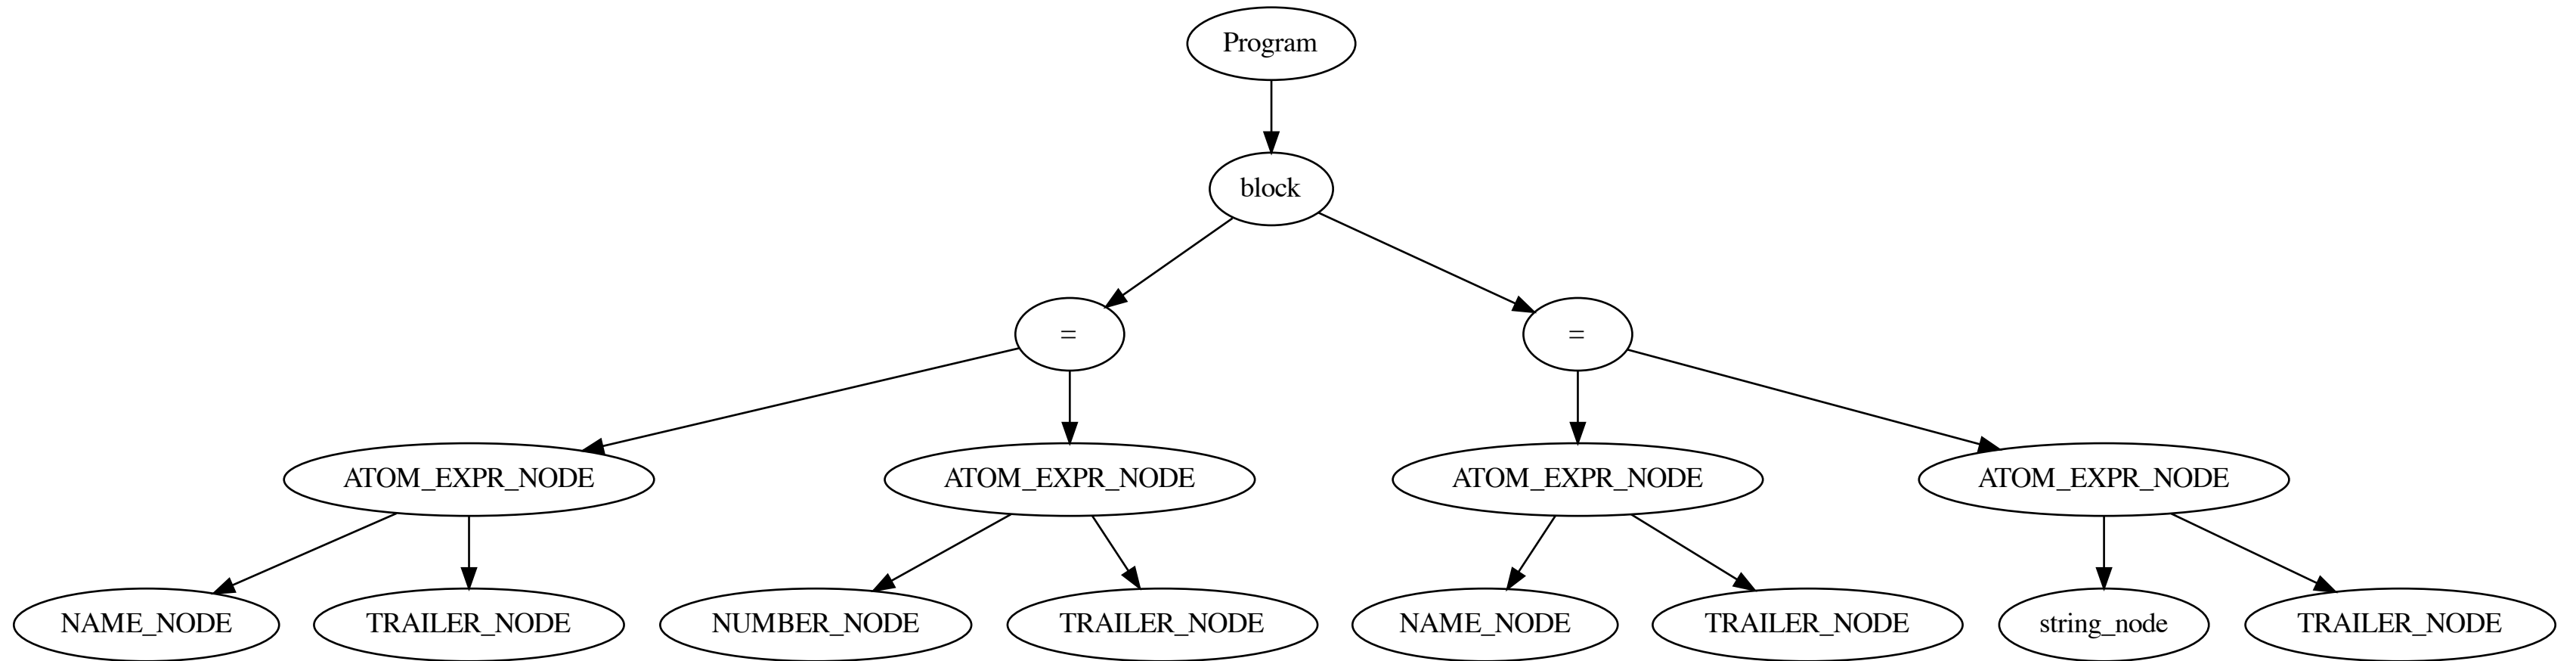 Program
block
=
=
ATOM_EXPR_NODE
ATOM_EXPR_NODE
ATOM_EXPR_NODE
ATOM_EXPR_NODE
NAME_NODE
TRAILER_NODE
NUMBER_NODE
TRAILER_NODE
NAME_NODE
TRAILER_NODE
string_node
TRAILER_NODE